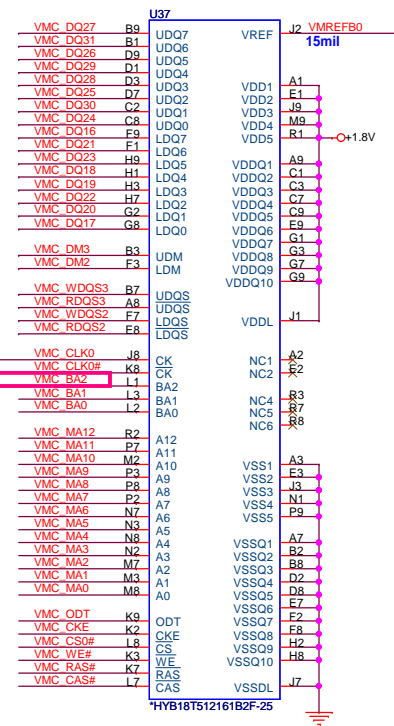 U37
VMC_DQ27 B9 UDQ7 VREF J2 VMREFB0
VMC_DQ31 B1 UDQ6 15mil
VMC_DQ26 D9 UDQ5
VMC_DQ29 D1 UDQ4
VMC_DQ28 D3 UDQ3 VDD1 A1
VMC_DQ25 D7 UDQ2 VDD2 E1
VMC_DQ30 C2 UDQ1 VDD3 J9
VMC_DQ24 C8 UDQ0 VDD4 M9
VMC_DQ16 F9 LDQ7 VDD5 R1 +1.8V
VMC_DQ21 F1 LDQ6
VMC_DQ23 H9 LDQ5 VDDQ1 A9
VMC_DQ18 H1 LDQ4 VDDQ2 C1
VMC_DQ19 H3 LDQ3 VDDQ3 C3
VMC_DQ22 H7 LDQ2 VDDQ4 C7
VMC_DQ20 G2 LDQ1 VDDQ5 C9
VMC_DQ17 G8 LDQ0 VDDQ6 E9
VDDQ7 G1
VMC_DM3 B3 UDM VDDQ8 G3
VMC_DM2 F3 LDM VDDQ9 G7
VDDQ10 G9
VMC_WDQS3 B7 UDQS
VMC_RDQS3 A8 UDQS
VMC_WDQS2 F7 LDQS VDDL J1
VMC_RDQS2 E8 LDQS
VMC_CLK0 J8 CK NC1 A2
VMC_CLK0# K8 CK NC2 E2
VMC_BA2 L1 BA2
VMC_BA1 L3 BA1 NC4 R3
VMC_BA0 L2 BA0 NC5 R7
NC6 R8
VMC_MA12 R2 A12
VMC_MA11 P7 A11
VMC_MA10 M2 A10 VSS1 A3
VMC_MA9 P3 A9 VSS2 E3
VMC_MA8 P8 A8 VSS3 J3
VMC_MA7 P2 A7 VSS4 N1
VMC_MA6 N7 A6 VSS5 P9
VMC_MA5 N3 A5
VMC_MA4 N8 A4 VSSQ1 A7
VMC_MA3 N2 A3 VSSQ2 B2
VMC_MA2 M7 A2 VSSQ3 B8
VMC_MA1 M3 A1 VSSQ4 D2
VMC_MA0 M8 A0 VSSQ5 D8
VSSQ6 E7
VMC_ODT K9 ODT VSSQ7 F2
VMC_CKE K2 CKE VSSQ8 F8
VMC_CS0# L8 CS VSSQ9 H2
VMC_WE# K3 WE VSSQ10 H8
VMC_RAS# K7 RAS
VMC_CAS# L7 CAS VSSDL J7
*HYB18T512161B2F-25